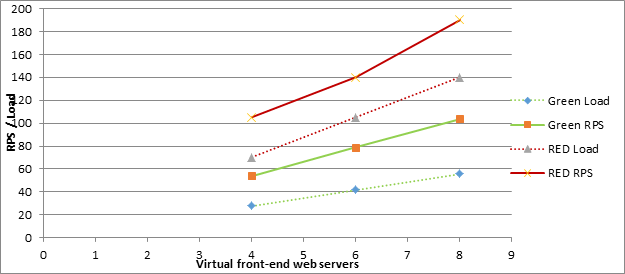 200
180
160
140
120
100
80
60
40
20
0
RPS / Load
0 1 2 3 4 5 6 7 8 9
Virtual front-end web servers
Green Load
Green RPS
RED Load
RED RPS